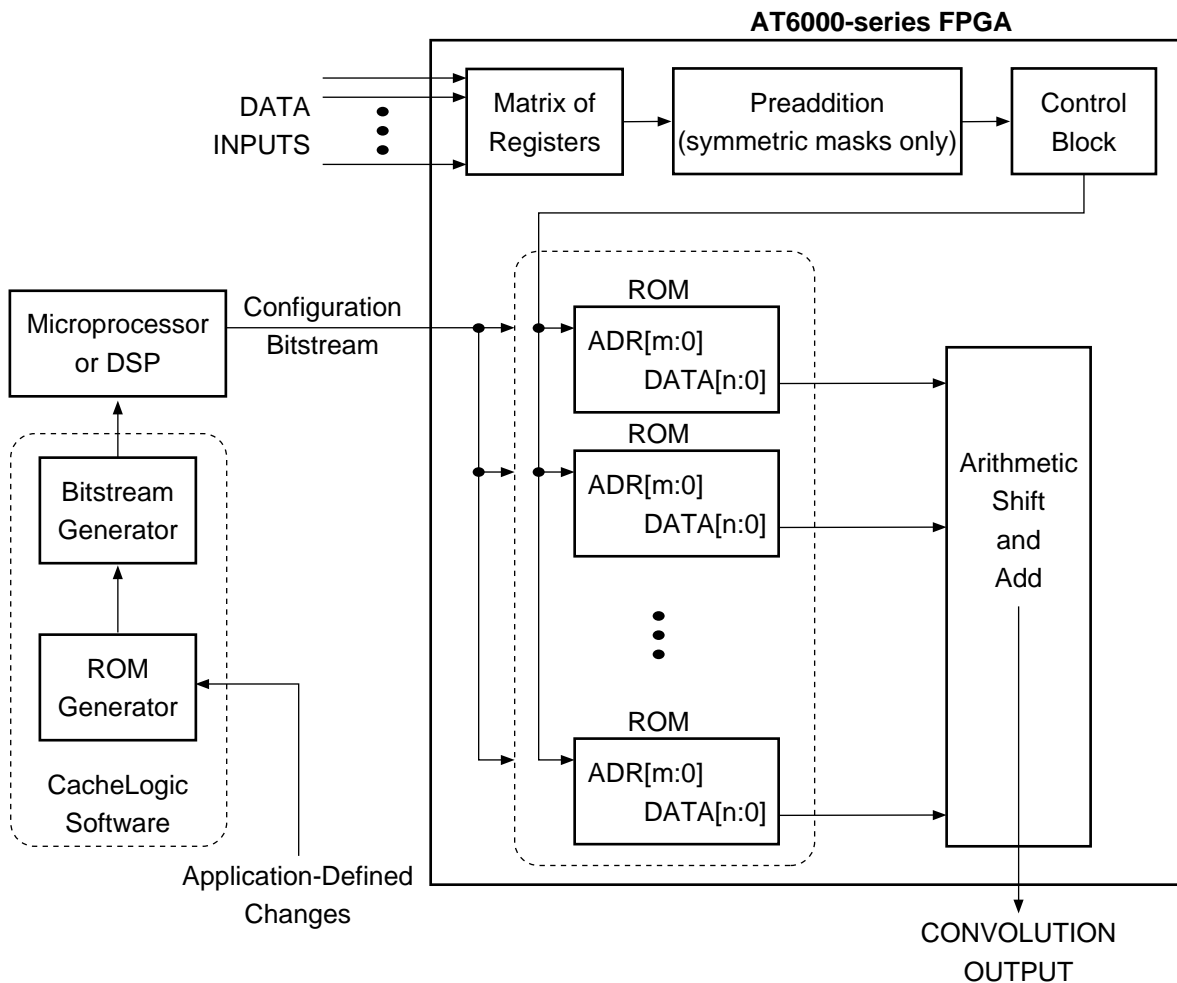 AT6000-series FPGA
DATA
INPUTS
Matrix of
Registers
Preaddition
(symmetric masks only)
Control
Block
Microprocessor
or DSP
Configuration
Bitstream
ROM
ADR[m:0]
DATA[n:0]
ROM
ADR[m:0]
DATA[n:0]
ROM
ADR[m:0]
DATA[n:0]
Arithmetic
Shift
and
Add
Bitstream
Generator
ROM
Generator
CacheLogic
Software
Application-Defined
Changes
CONVOLUTION
OUTPUT